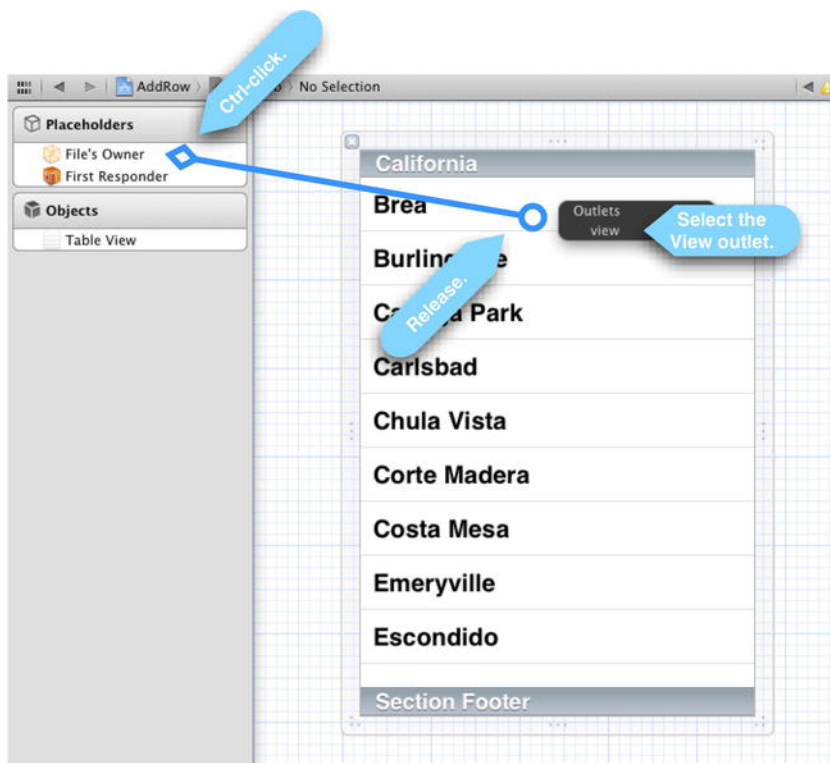 Ctrl-click.
AddRow
No Selection
Placeholders
File's Owner
First Responder
Objects
Table View
California
Brea
Outlets
view
Select the
View outlet.
Release.
Park
Carlsbad
Chula Vista
Corte Madera
Costa Mesa
Emeryville
Escondido
Section Footer